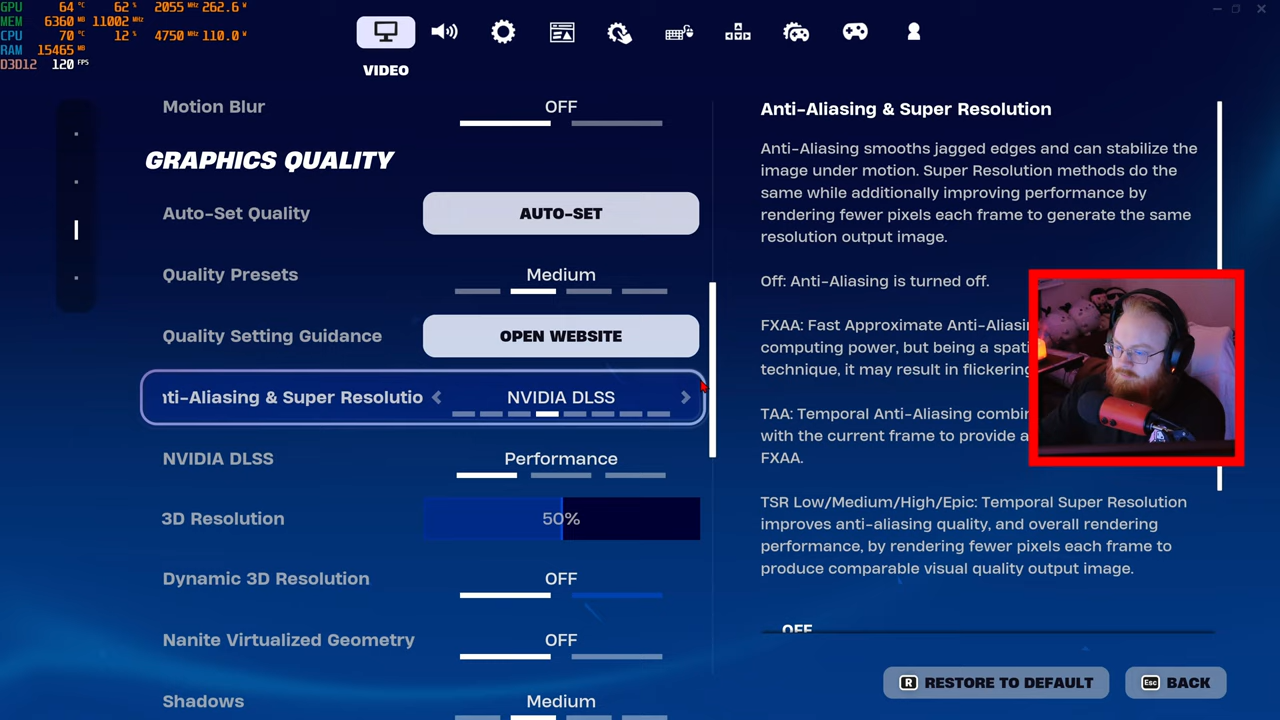 GPU 64 °C 62 % 2055 MHz 262.6 W
MEM 6360 MB 11002 MHz
CPU 70 °C 12 % 4750 MHz 110.0 W
RAM 15465 MB
D3D12 120 FPS
VIDEO
Motion Blur OFF
GRAPHICS QUALITY
Auto-Set Quality AUTO-SET
Quality Presets Medium
Quality Setting Guidance OPEN WEBSITE
nti-Aliasing & Super Resolutio NVIDIA DLSS
NVIDIA DLSS Performance
3D Resolution 50%
Dynamic 3D Resolution OFF
Nanite Virtualized Geometry OFF
Shadows Medium
Anti-Aliasing & Super Resolution
Anti-Aliasing smooths jagged edges and can stabilize the
image under motion. Super Resolution methods do the
same while additionally improving performance by
rendering fewer pixels each frame to generate the same
resolution output image.
Off: Anti-Aliasing is turned off.
FXAA: Fast Approximate Anti-Aliasin
computing power, but being a spati
technique, it may result in flickering
TAA: Temporal Anti-Aliasing combin
with the current frame to provide a
FXAA.
TSR Low/Medium/High/Epic: Temporal Super Resolution
improves anti-aliasing quality, and overall rendering
performance, by rendering fewer pixels each frame to
produce comparable visual quality output image.
OFF
R RESTORE TO DEFAULT
Esc BACK